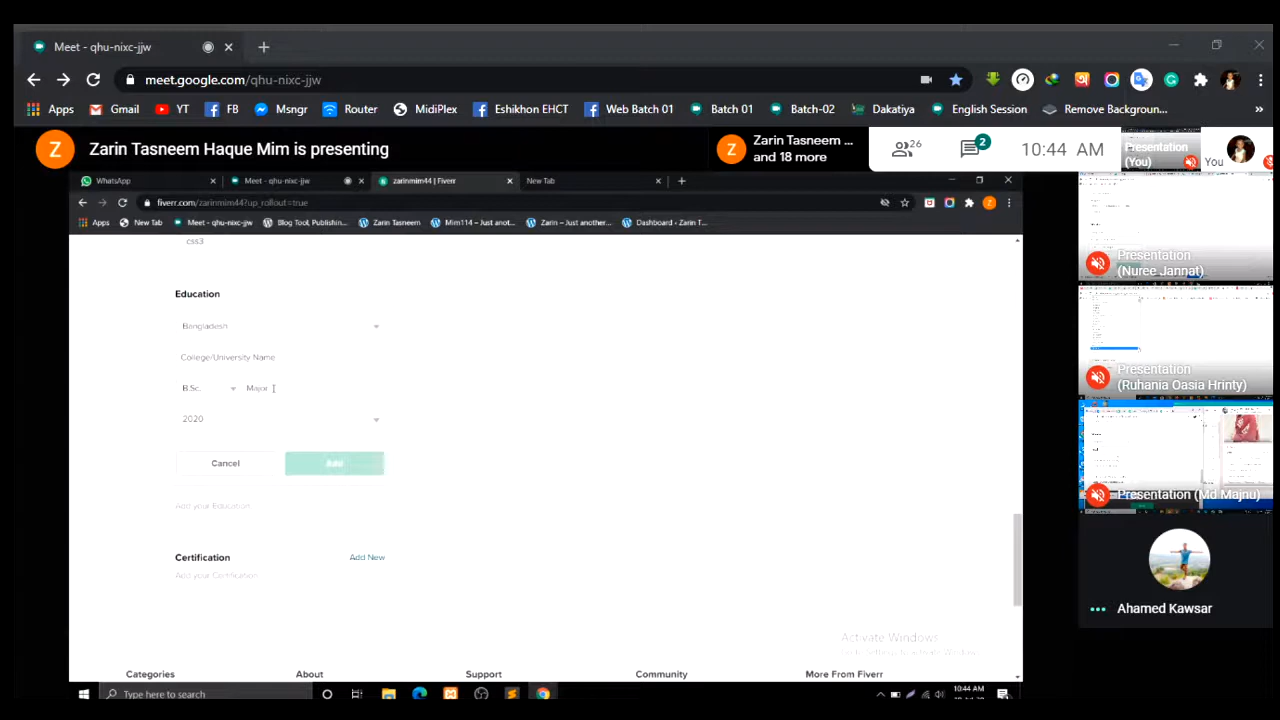 Meet - qhu-nixc-jjw
meet.google.com/qhu-nixc-jjw
Apps Gmail YT FB Msngr Router MidiPlex Eshikhon EHCT Web Batch 01 Batch 01 Batch-02 Dakatiya English Session Remove Backgroun... »
Z Zarin Tasneem Haque Mim is presenting
Z Zarin Tasneem ... and 18 more
26 2 10:44 AM
Presentation (You)
You
WhatsApp Meet - qhu-nixc-jjw zarinmim44 | Fiverr New Tab
fiverr.com/zarinmim44?up_rollout=true
Apps New Tab Meet - qhu-nixc-jjw Blog Tool, Publishin... Zarin Tasneem Mim114 – Just anot... Zarin – Just another... Dashboard ‹ Zarin T...
css3
Education
Bangladesh
College/University Name
B.Sc. Major
2020
Cancel Add
Add your Education.
Certification Add New
Add your Certification.
Activate Windows
Categories About Support Community More From Fiverr
Type here to search
10:44 AM
Presentation (Nuree Jannat)
Presentation (Ruhania Oasia Hrinty)
Presentation (Md Majnu)
Ahamed Kawsar